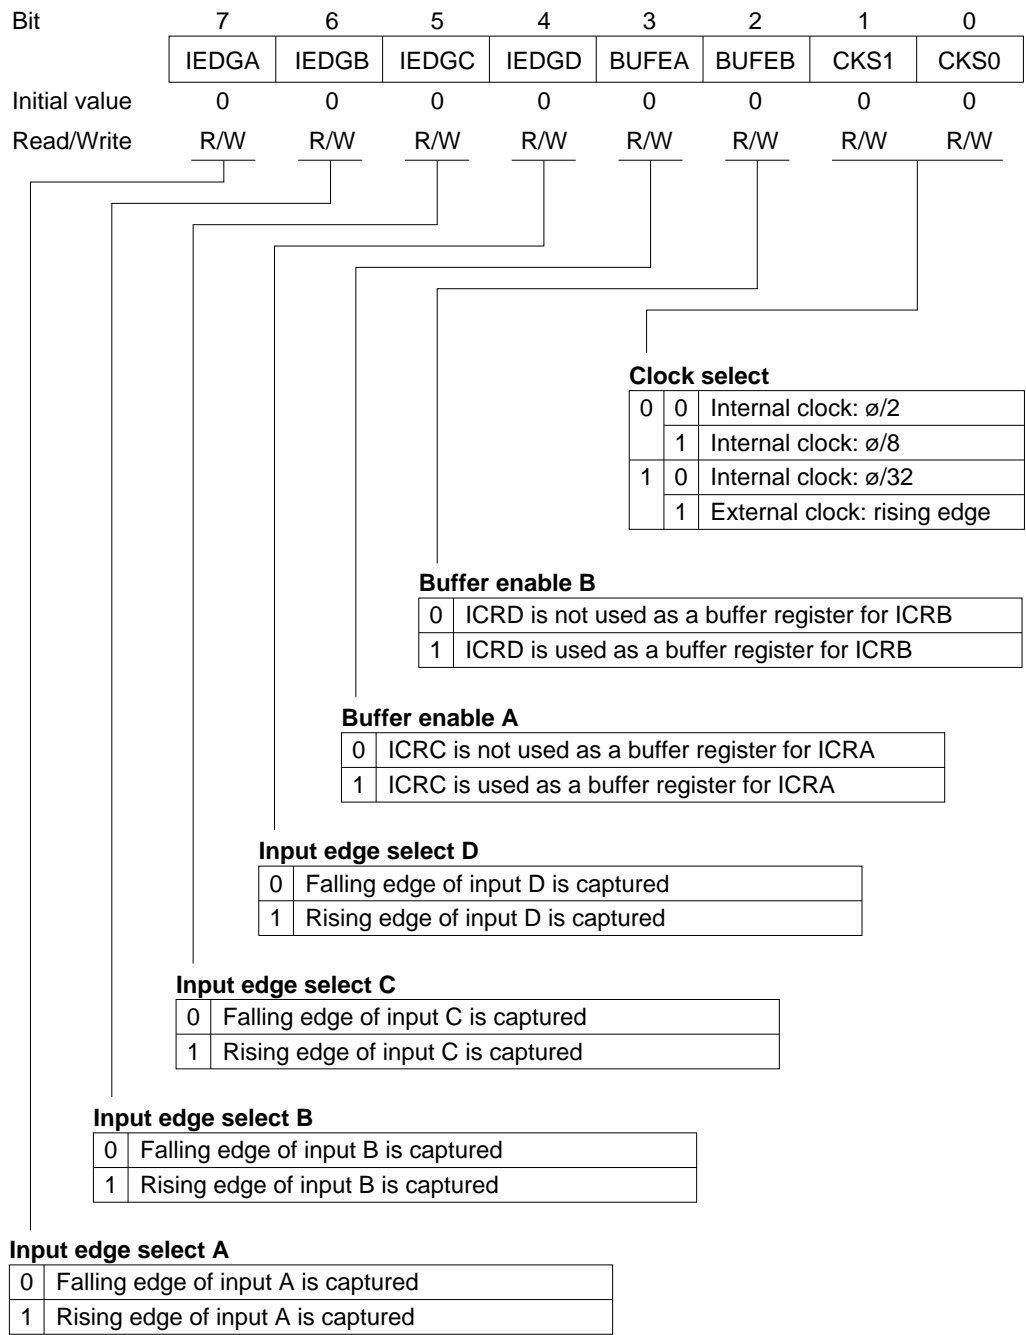 Bit 7 6 5 4 3 2 1 0
IEDGA IEDGB IEDGC IEDGD BUFEA BUFEB CKS1 CKS0
Initial value 0 0 0 0 0 0 0 0
Read/Write R/W R/W R/W R/W R/W R/W R/W R/W
Clock select
0 0 Internal clock: ø/2
1 Internal clock: ø/8
1 0 Internal clock: ø/32
1 External clock: rising edge
Buffer enable B
0 ICRD is not used as a buffer register for ICRB
1 ICRD is used as a buffer register for ICRB
Buffer enable A
0 ICRC is not used as a buffer register for ICRA
1 ICRC is used as a buffer register for ICRA
Input edge select D
0 Falling edge of input D is captured
1 Rising edge of input D is captured
Input edge select C
0 Falling edge of input C is captured
1 Rising edge of input C is captured
Input edge select B
0 Falling edge of input B is captured
1 Rising edge of input B is captured
Input edge select A
0 Falling edge of input A is captured
1 Rising edge of input A is captured